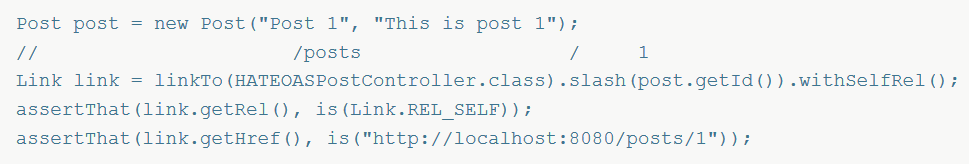 Post post = new Post("Post 1", "This is post 1");
//                       /posts                   /     1
Link link = linkTo(HATEOASPostController.class).slash(post.getId()).withSelfRel();
assertThat(link.getRel(), is(Link.REL_SELF));
assertThat(link.getHref(), is("http://localhost:8080/posts/1"));